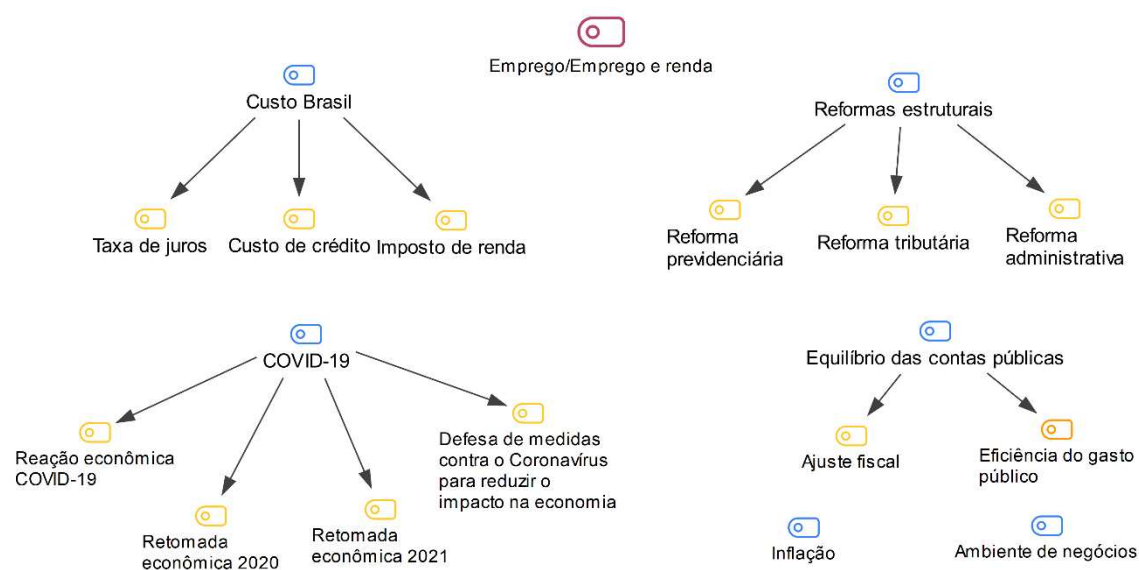 Emprego/Emprego e renda
Custo Brasil
Taxa de juros
Custo de crédito
Imposto de renda
Reformas estruturais
Reforma
previdenciária
Reforma tributária
Reforma
administrativa
COVID-19
Reação econômica
COVID-19
Retomada
econômica 2020
Retomada
econômica 2021
Defesa de medidas
contra o Coronavírus
para reduzir o
impacto na economia
Equilíbrio das contas públicas
Ajuste fiscal
Eficiência do gasto
público
Inflação
Ambiente de negócios